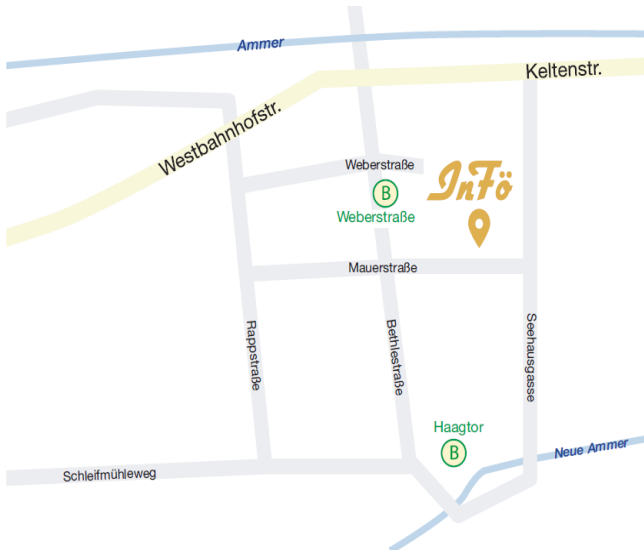 Ammer
Keltenstr.
Westbahnhofstr.
Weberstraße
InFö
B
Weberstraße
Mauerstraße
Rappstraße
Bethlestraße
Seehausgasse
Haagtor
B
Neue Ammer
Schleifmühleweg